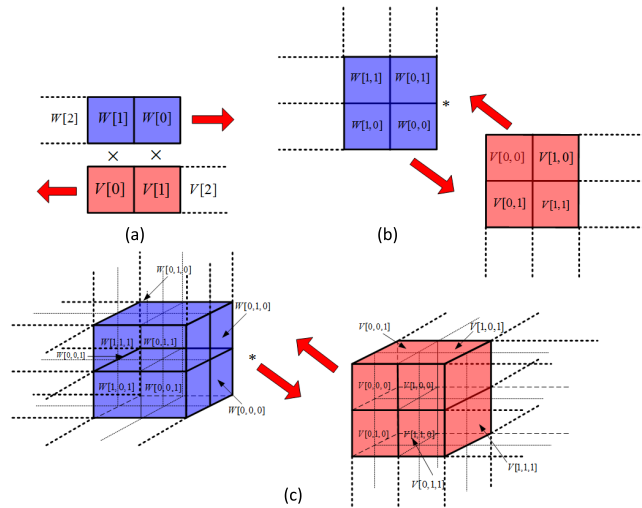 W[2] W[1] W[0]
× ×
V[0] V[1] V[2]
(a)
W[1,1] W[0,1]
*
W[1,0] W[0,0]
V[0,0] V[1,0]
V[0,1] V[1,1]
(b)
W[0,1,0]
W[0,1,0]
W[1,1,1] W[0,1,1]
W[0,0,1]
*
W[1,0,1] W[0,0,1]
W[0,0,0]
V[0,0,1] V[1,0,1]
V[0,0,0] V[1,0,0]
V[0,1,0] V[1,1,0]
V[1,1,1]
V[0,1,1]
(c)